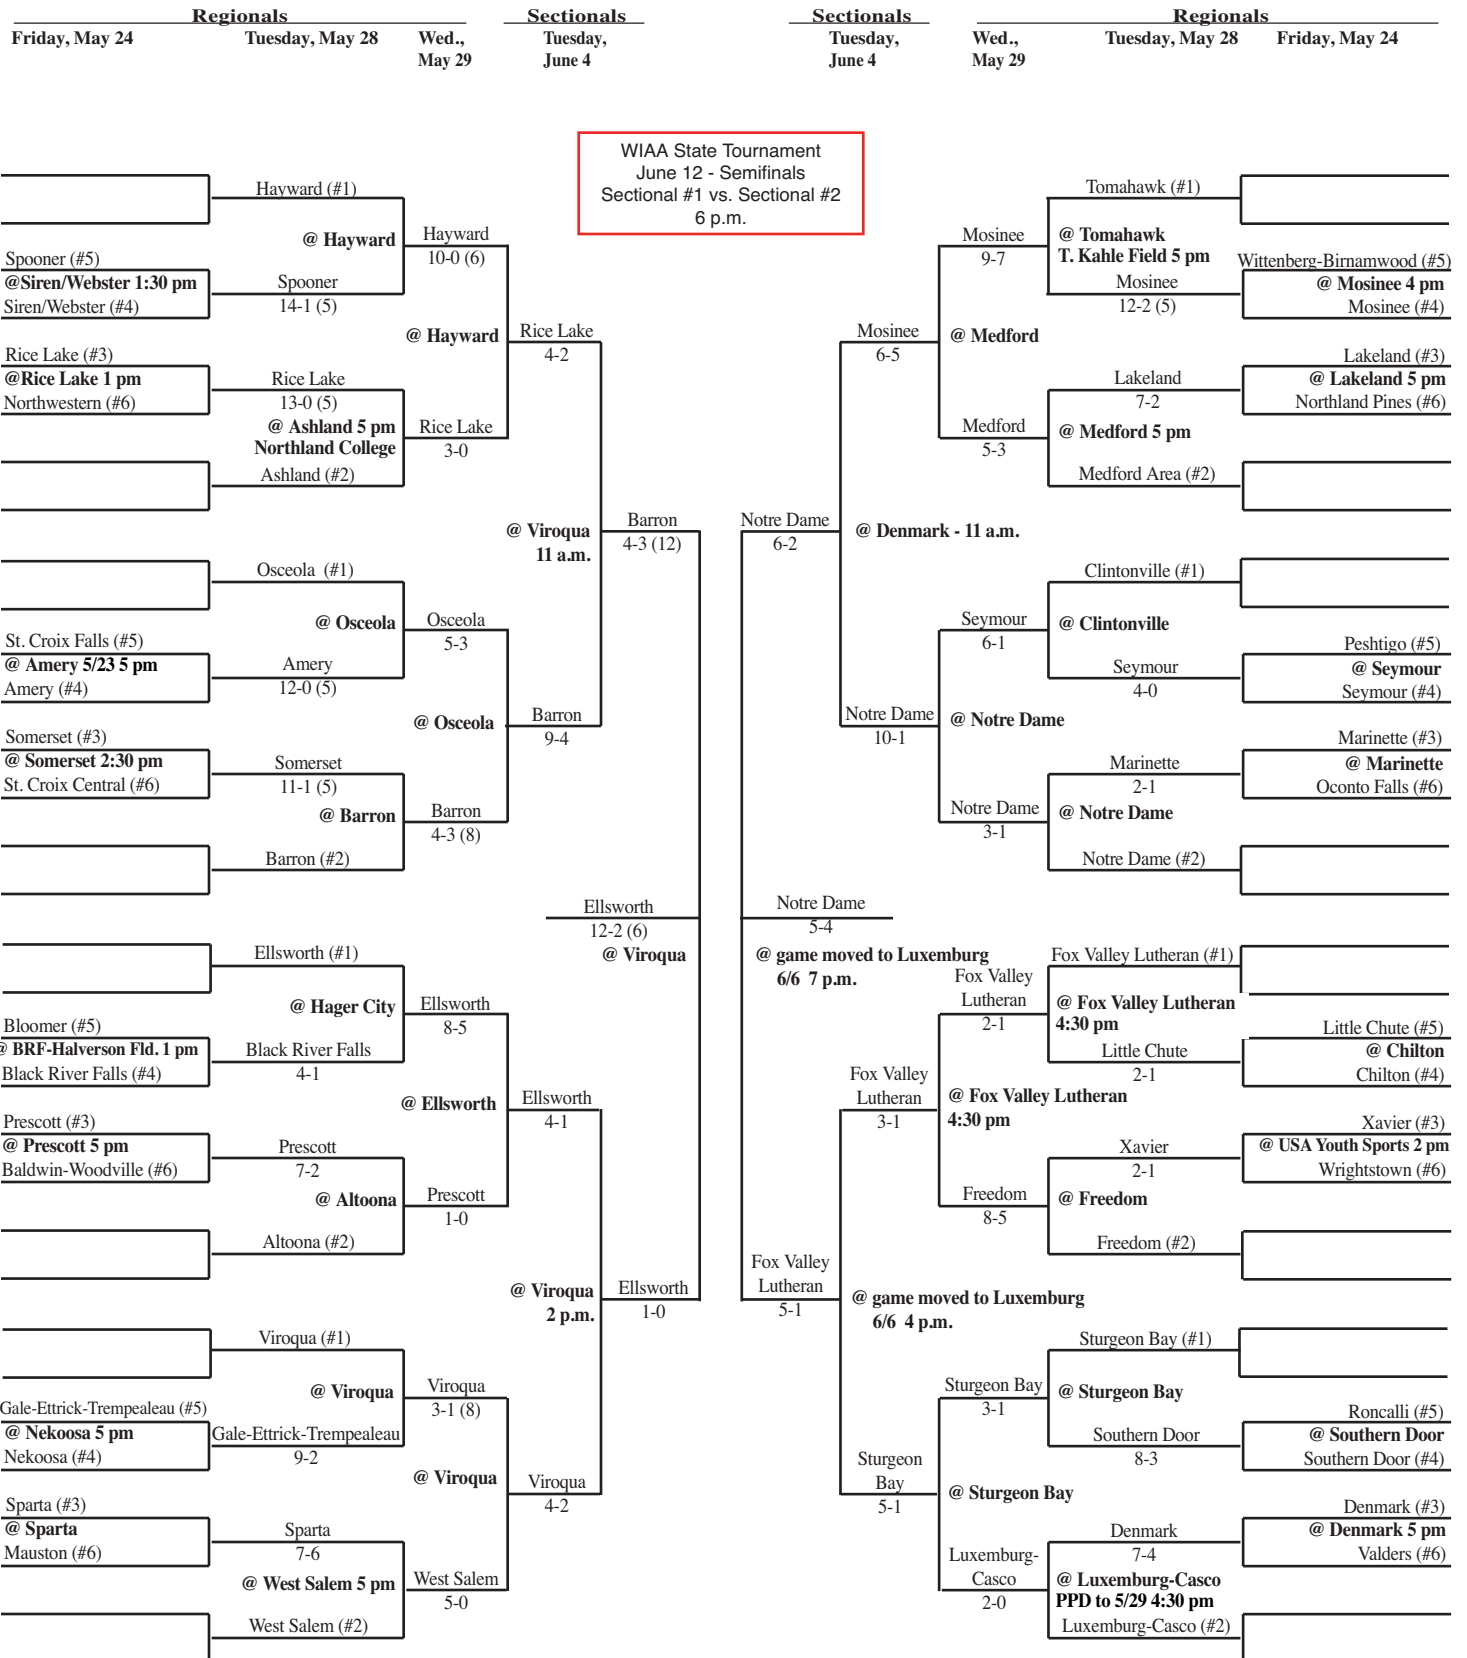 Regionals
Sectionals
Sectionals
Regionals
Friday, May 24
Tuesday, May 28
Wed.,
May 29
Tuesday,
June 4
Tuesday,
June 4
Wed.,
May 29
Tuesday, May 28
Friday, May 24
WIAA State Tournament
June 12 - Semifinals
Sectional #1 vs. Sectional #2
6 p.m.
Hayward (#1)
@ Hayward
Hayward
10-0 (6)
Spooner (#5)
@Siren/Webster 1:30 pm
Siren/Webster (#4)
Spooner
14-1 (5)
@ Hayward
Rice Lake
4-2
Rice Lake (#3)
@Rice Lake 1 pm
Northwestern (#6)
Rice Lake
13-0 (5)
@ Ashland 5 pm
Northland College
Rice Lake
3-0
Ashland (#2)
@ Viroqua
11 a.m.
Barron
4-3 (12)
Osceola (#1)
@ Osceola
Osceola
5-3
St. Croix Falls (#5)
@ Amery 5/23 5 pm
Amery (#4)
Amery
12-0 (5)
@ Osceola
Barron
9-4
Somerset (#3)
@ Somerset 2:30 pm
St. Croix Central (#6)
Somerset
11-1 (5)
@ Barron
Barron
4-3 (8)
Barron (#2)
Ellsworth
12-2 (6)
@ Viroqua
Ellsworth (#1)
@ Hager City
Ellsworth
8-5
Bloomer (#5)
@ BRF-Halverson Fld. 1 pm
Black River Falls (#4)
Black River Falls
4-1
@ Ellsworth
Ellsworth
4-1
Prescott (#3)
@ Prescott 5 pm
Baldwin-Woodville (#6)
Prescott
7-2
@ Altoona
Prescott
1-0
Altoona (#2)
@ Viroqua
2 p.m.
Ellsworth
1-0
Viroqua (#1)
@ Viroqua
Viroqua
3-1 (8)
Gale-Ettrick-Trempealeau (#5)
@ Nekoosa 5 pm
Nekoosa (#4)
Gale-Ettrick-Trempealeau
9-2
@ Viroqua
Viroqua
4-2
Sparta (#3)
@ Sparta
Mauston (#6)
Sparta
7-6
@ West Salem 5 pm
West Salem
5-0
West Salem (#2)
Tomahawk (#1)
Mosinee
9-7
@ Tomahawk
T. Kahle Field 5 pm
Wittenberg-Birnamwood (#5)
@ Mosinee 4 pm
Mosinee (#4)
Mosinee
12-2 (5)
Mosinee
6-5
@ Medford
Lakeland (#3)
@ Lakeland 5 pm
Northland Pines (#6)
Lakeland
7-2
Medford
5-3
@ Medford 5 pm
Medford Area (#2)
Notre Dame
6-2
@ Denmark - 11 a.m.
Clintonville (#1)
Seymour
6-1
@ Clintonville
Peshtigo (#5)
@ Seymour
Seymour (#4)
Seymour
4-0
Notre Dame
10-1
@ Notre Dame
Marinette (#3)
@ Marinette
Oconto Falls (#6)
Marinette
2-1
Notre Dame
3-1
@ Notre Dame
Notre Dame (#2)
Notre Dame
5-4
@ game moved to Luxemburg
6/6 7 p.m.
Fox Valley Lutheran (#1)
Fox Valley
Lutheran
2-1
@ Fox Valley Lutheran
4:30 pm
Little Chute (#5)
@ Chilton
Chilton (#4)
Little Chute
2-1
Fox Valley
Lutheran
3-1
@ Fox Valley Lutheran
4:30 pm
Xavier (#3)
@ USA Youth Sports 2 pm
Wrightstown (#6)
Xavier
2-1
Freedom
8-5
@ Freedom
Freedom (#2)
Fox Valley
Lutheran
5-1
@ game moved to Luxemburg
6/6 4 p.m.
Sturgeon Bay (#1)
Sturgeon Bay
3-1
@ Sturgeon Bay
Roncalli (#5)
@ Southern Door
Southern Door (#4)
Southern Door
8-3
Sturgeon
Bay
5-1
@ Sturgeon Bay
Denmark (#3)
@ Denmark 5 pm
Valders (#6)
Denmark
7-4
Luxemburg-
Casco
2-0
@ Luxemburg-Casco
PPD to 5/29 4:30 pm
Luxemburg-Casco (#2)